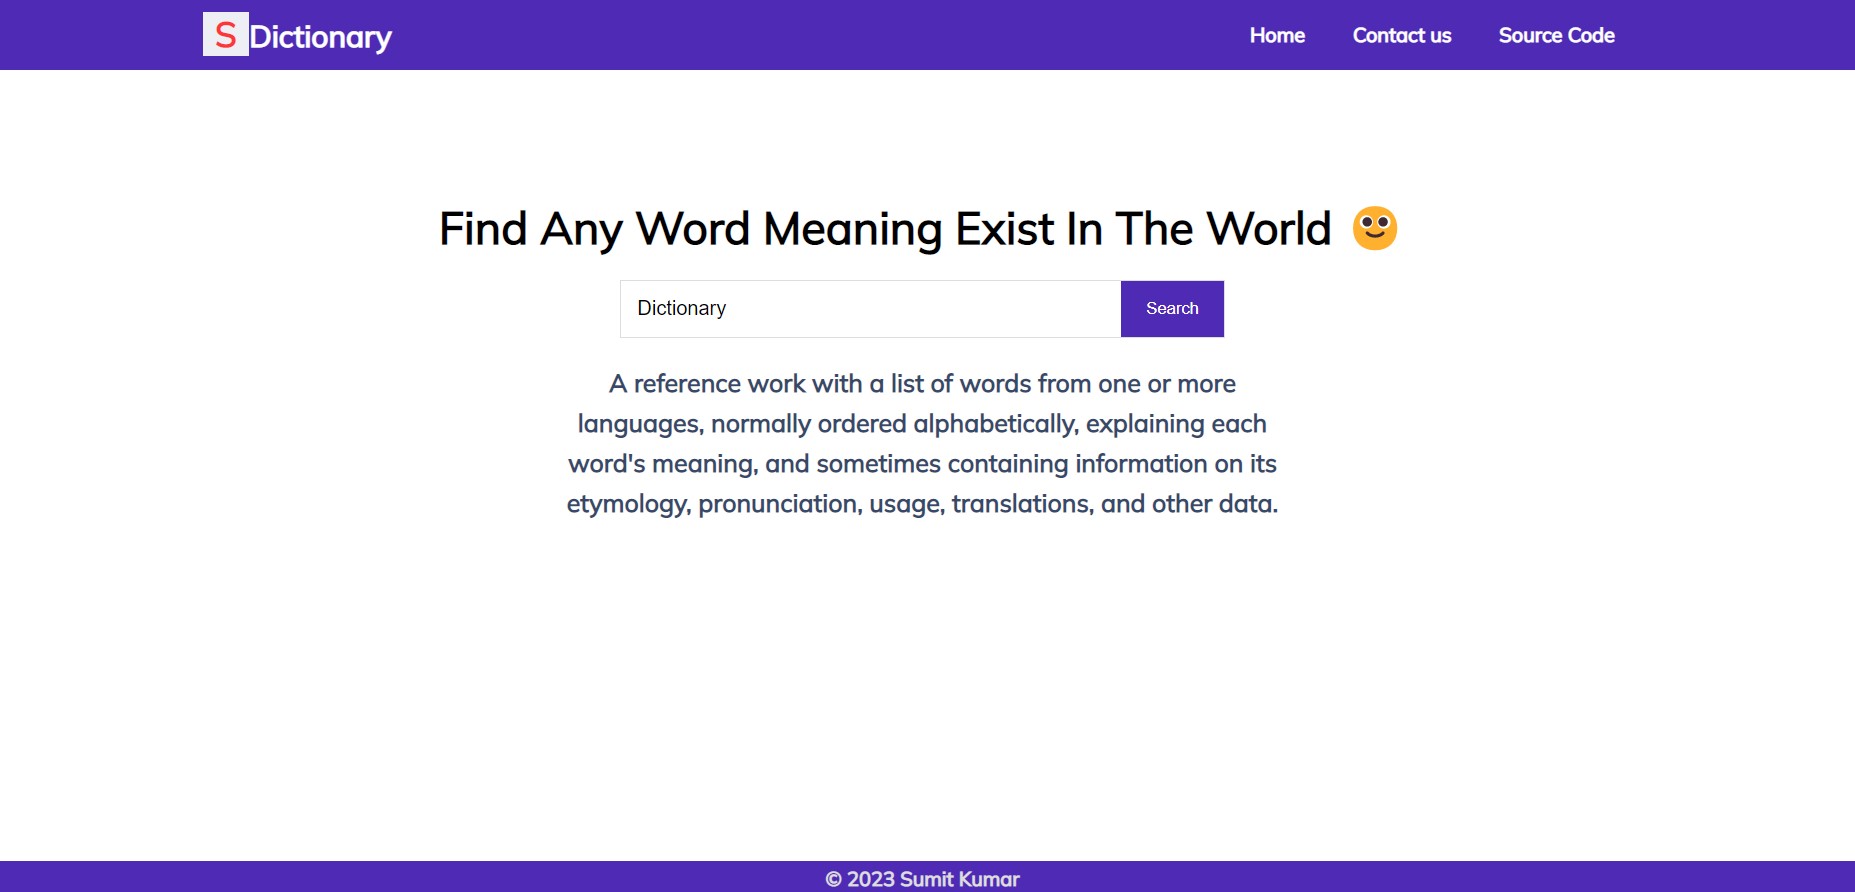 S Dictionary
Home Contact us Source Code
Find Any Word Meaning Exist In The World
Dictionary
Search
A reference work with a list of words from one or more
languages, normally ordered alphabetically, explaining each
word's meaning, and sometimes containing information on its
etymology, pronunciation, usage, translations, and other data.
© 2023 Sumit Kumar